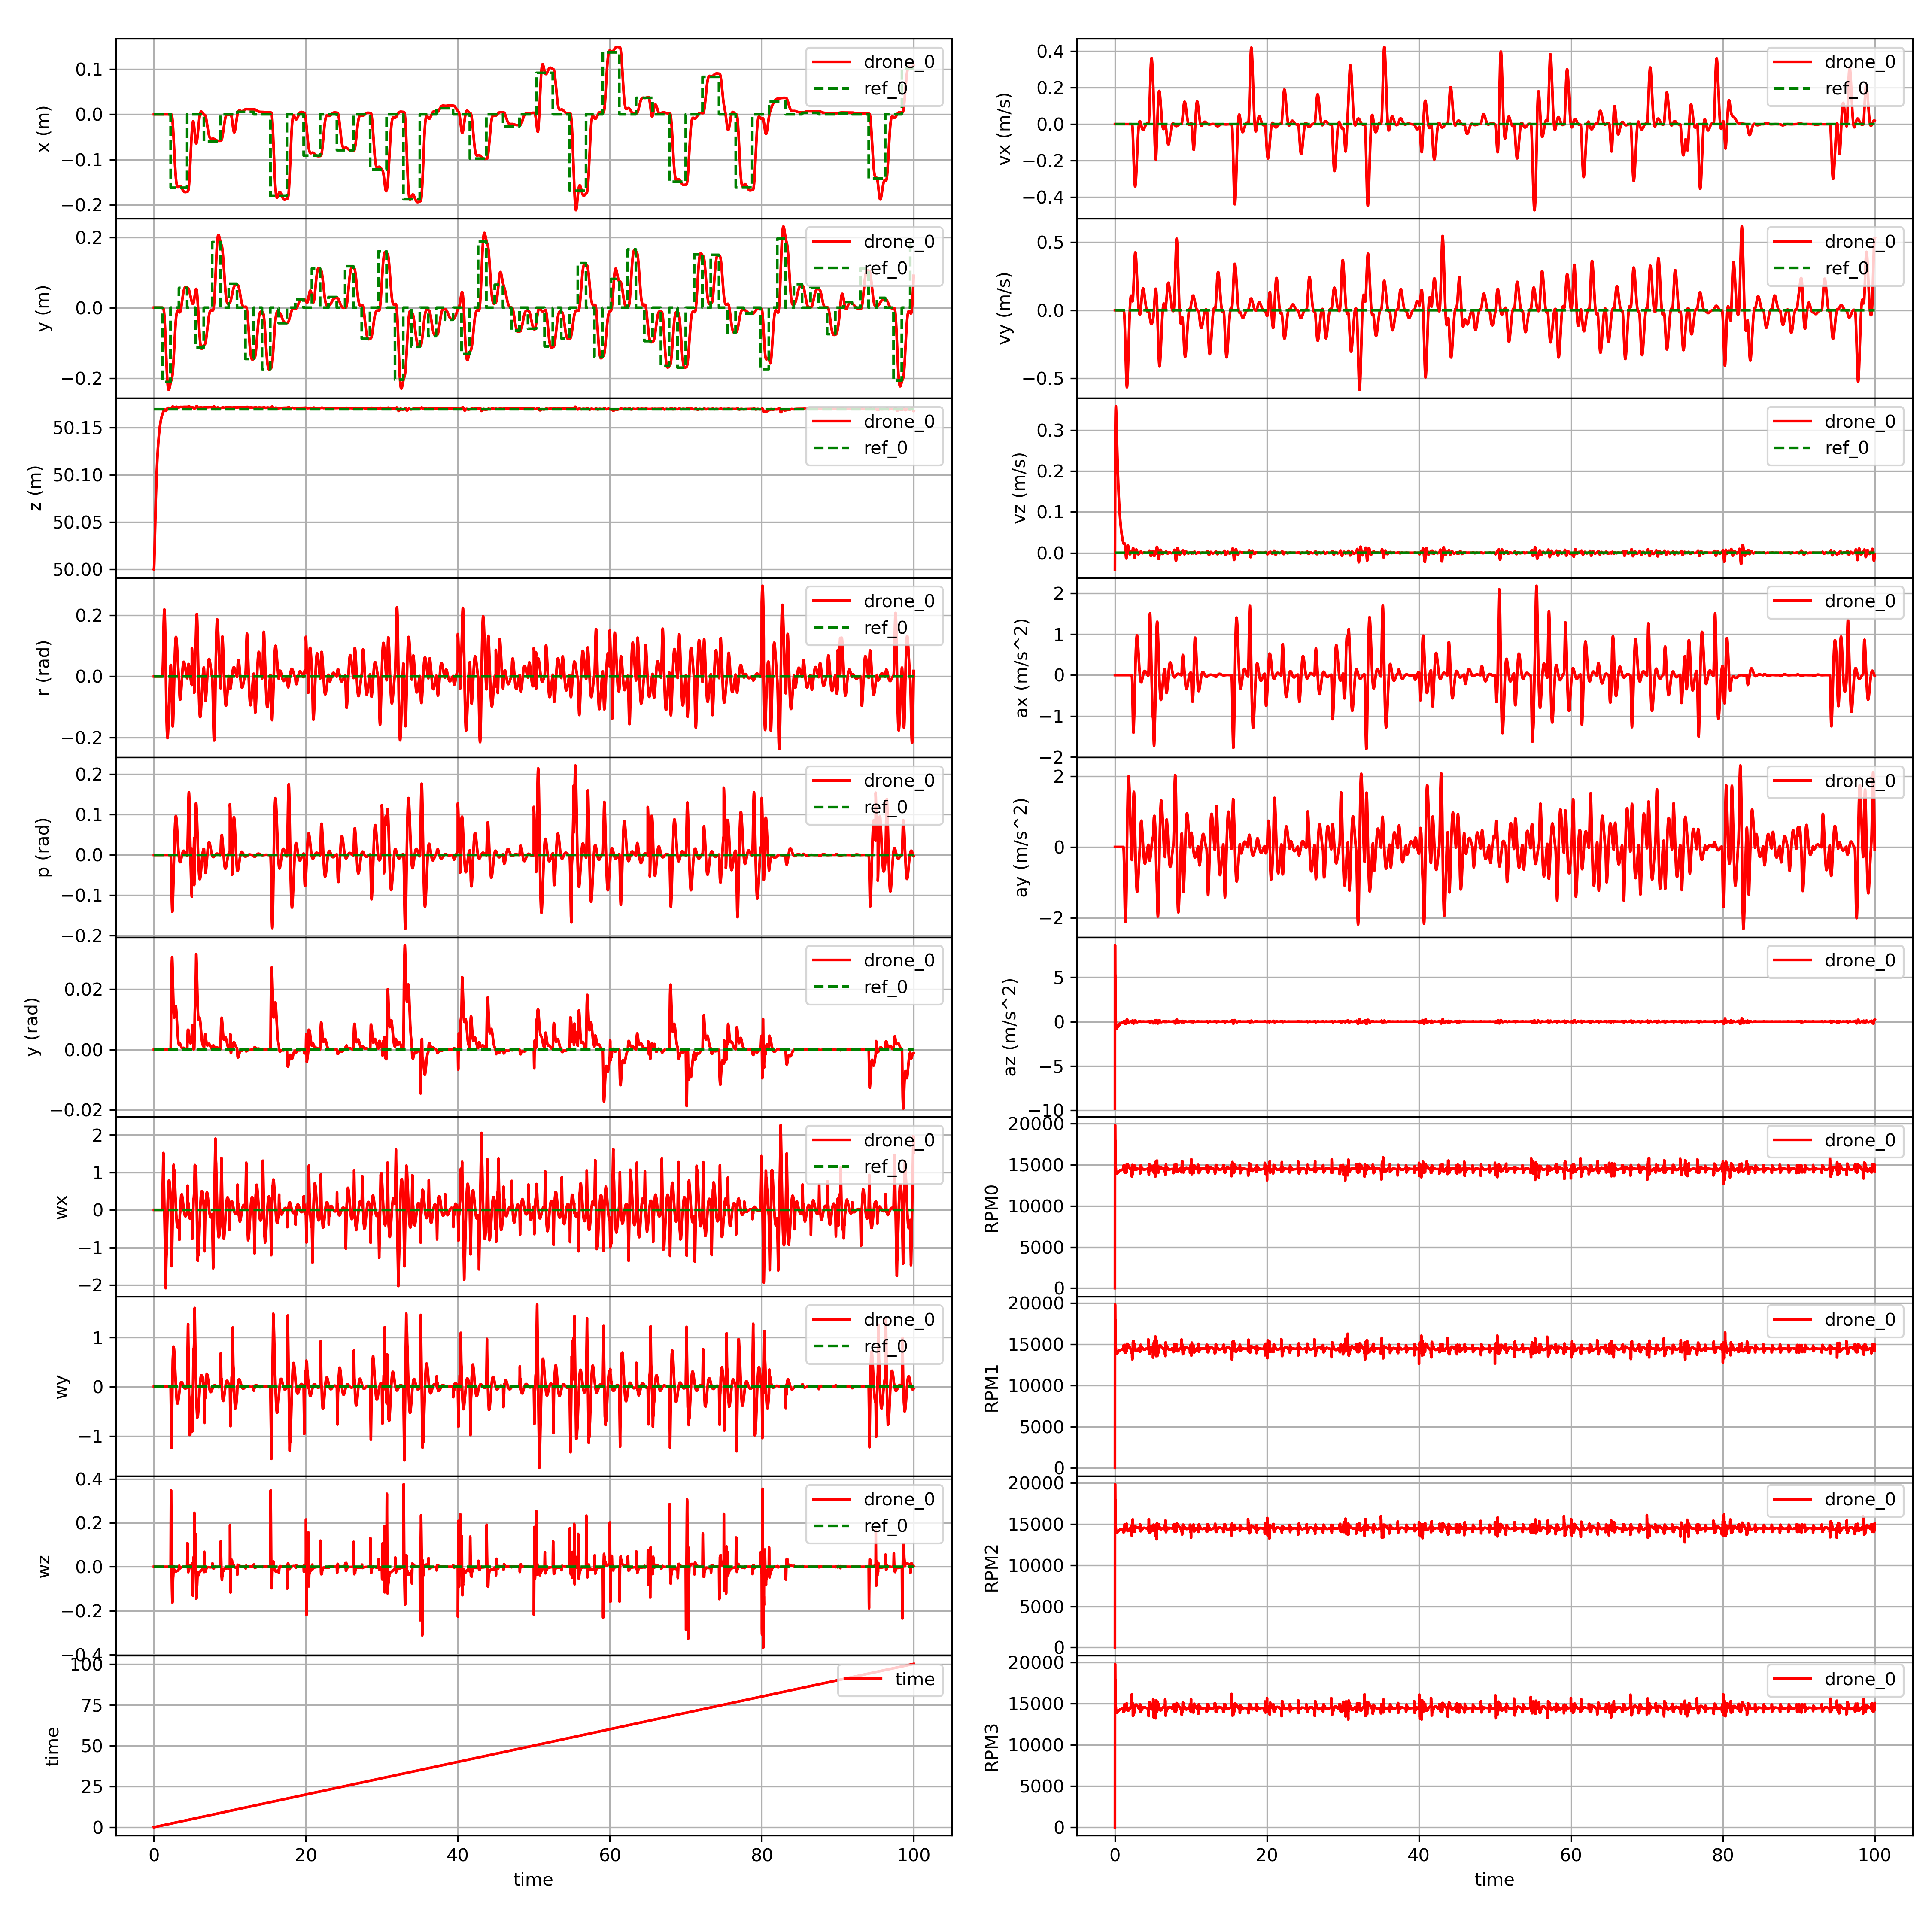 x (m)
0.1
0.0
−0.1
−0.2
drone_0
ref_0
y (m)
0.2
0.0
−0.2
drone_0
ref_0
z (m)
50.15
50.10
50.05
50.00
drone_0
ref_0
r (rad)
0.2
0.0
−0.2
drone_0
ref_0
p (rad)
0.2
0.1
0.0
−0.1
−0.2
drone_0
ref_0
y (rad)
0.02
0.00
−0.02
drone_0
ref_0
wx
2
1
0
−1
−2
drone_0
ref_0
wy
1
0
−1
drone_0
ref_0
wz
0.4
0.2
0.0
−0.2
−0.4
drone_0
ref_0
time
100
75
50
25
0
time
0 20 40 60 80 100
time
vx (m/s)
0.4
0.2
0.0
−0.2
−0.4
drone_0
ref_0
vy (m/s)
0.5
0.0
−0.5
drone_0
ref_0
vz (m/s)
0.3
0.2
0.1
0.0
drone_0
ref_0
ax (m/s^2)
2
1
0
−1
−2
drone_0
ay (m/s^2)
2
0
−2
drone_0
az (m/s^2)
5
0
−5
−10
drone_0
RPM0
20000
15000
10000
5000
0
drone_0
RPM1
20000
15000
10000
5000
0
drone_0
RPM2
20000
15000
10000
5000
0
drone_0
RPM3
20000
15000
10000
5000
0
drone_0
0 20 40 60 80 100
time